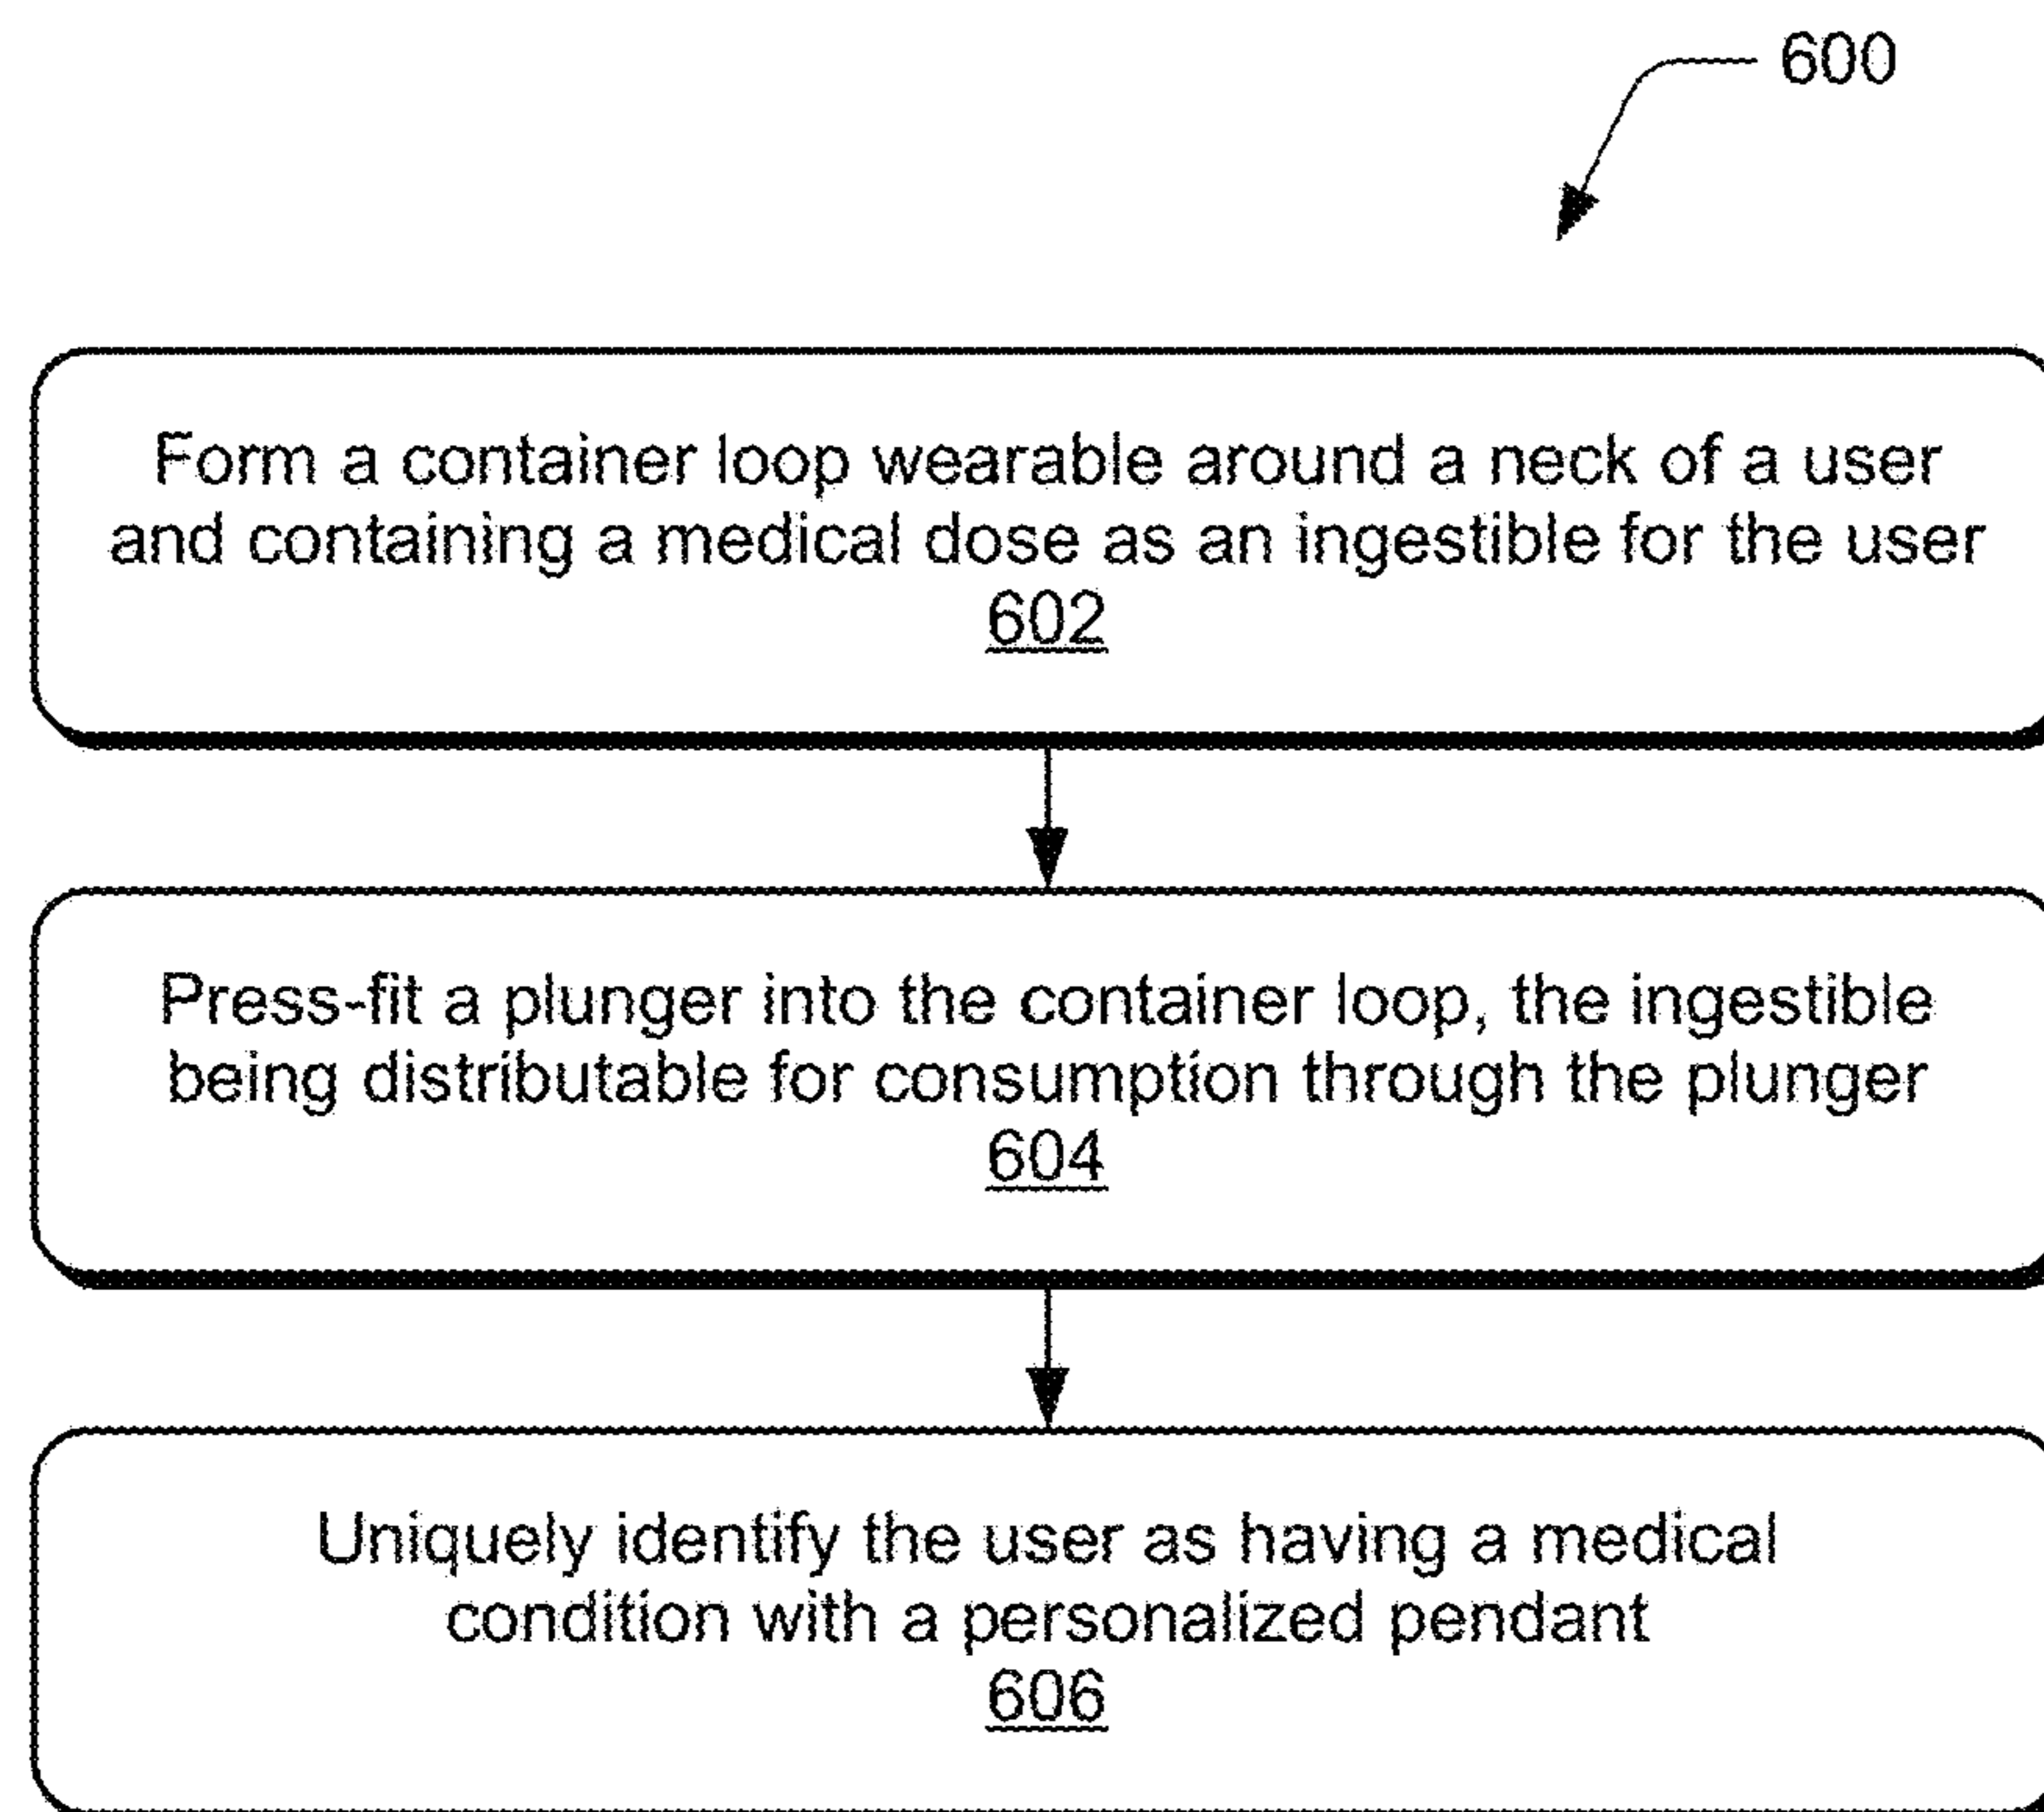 600
Form a container loop wearable around a neck of a user
and containing a medical dose as an ingestible for the user
602
Press-fit a plunger into the container loop, the ingestible
being distributable for consumption through the plunger
604
Uniquely identify the user as having a medical
condition with a personalized pendant
606